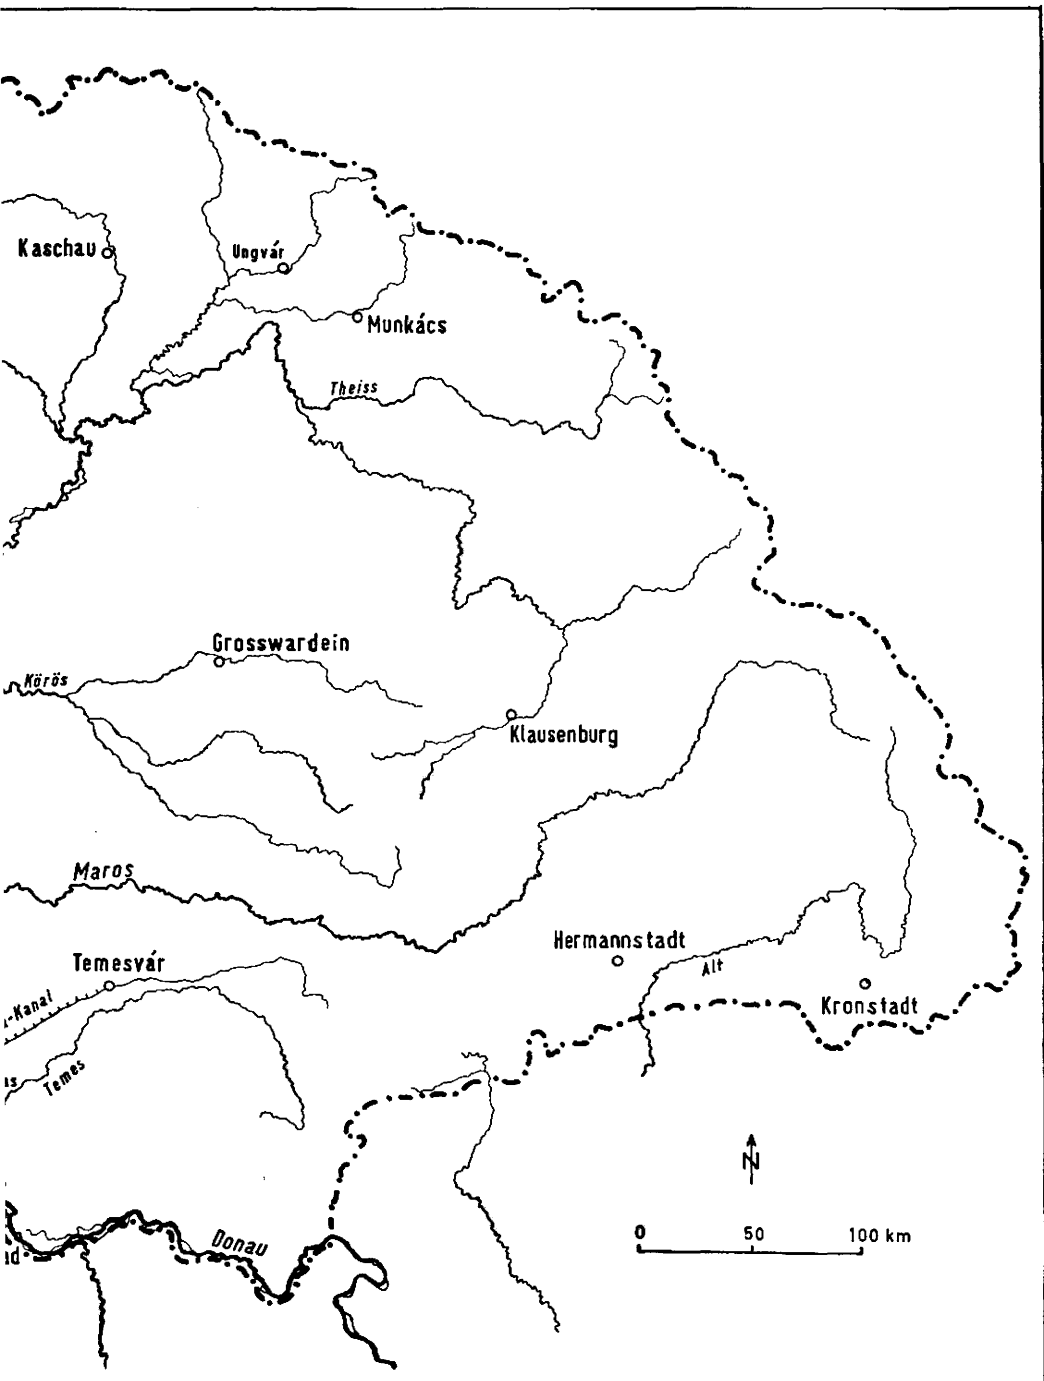 Kaschau
Ungvár
Munkács
Theiss
Grosswardein
Körös
Klausenburg
Maros
Hermannstadt
Temesvár
Alt
-Kanal
Kronstadt
Temes
N
0 50 100 km
Donau